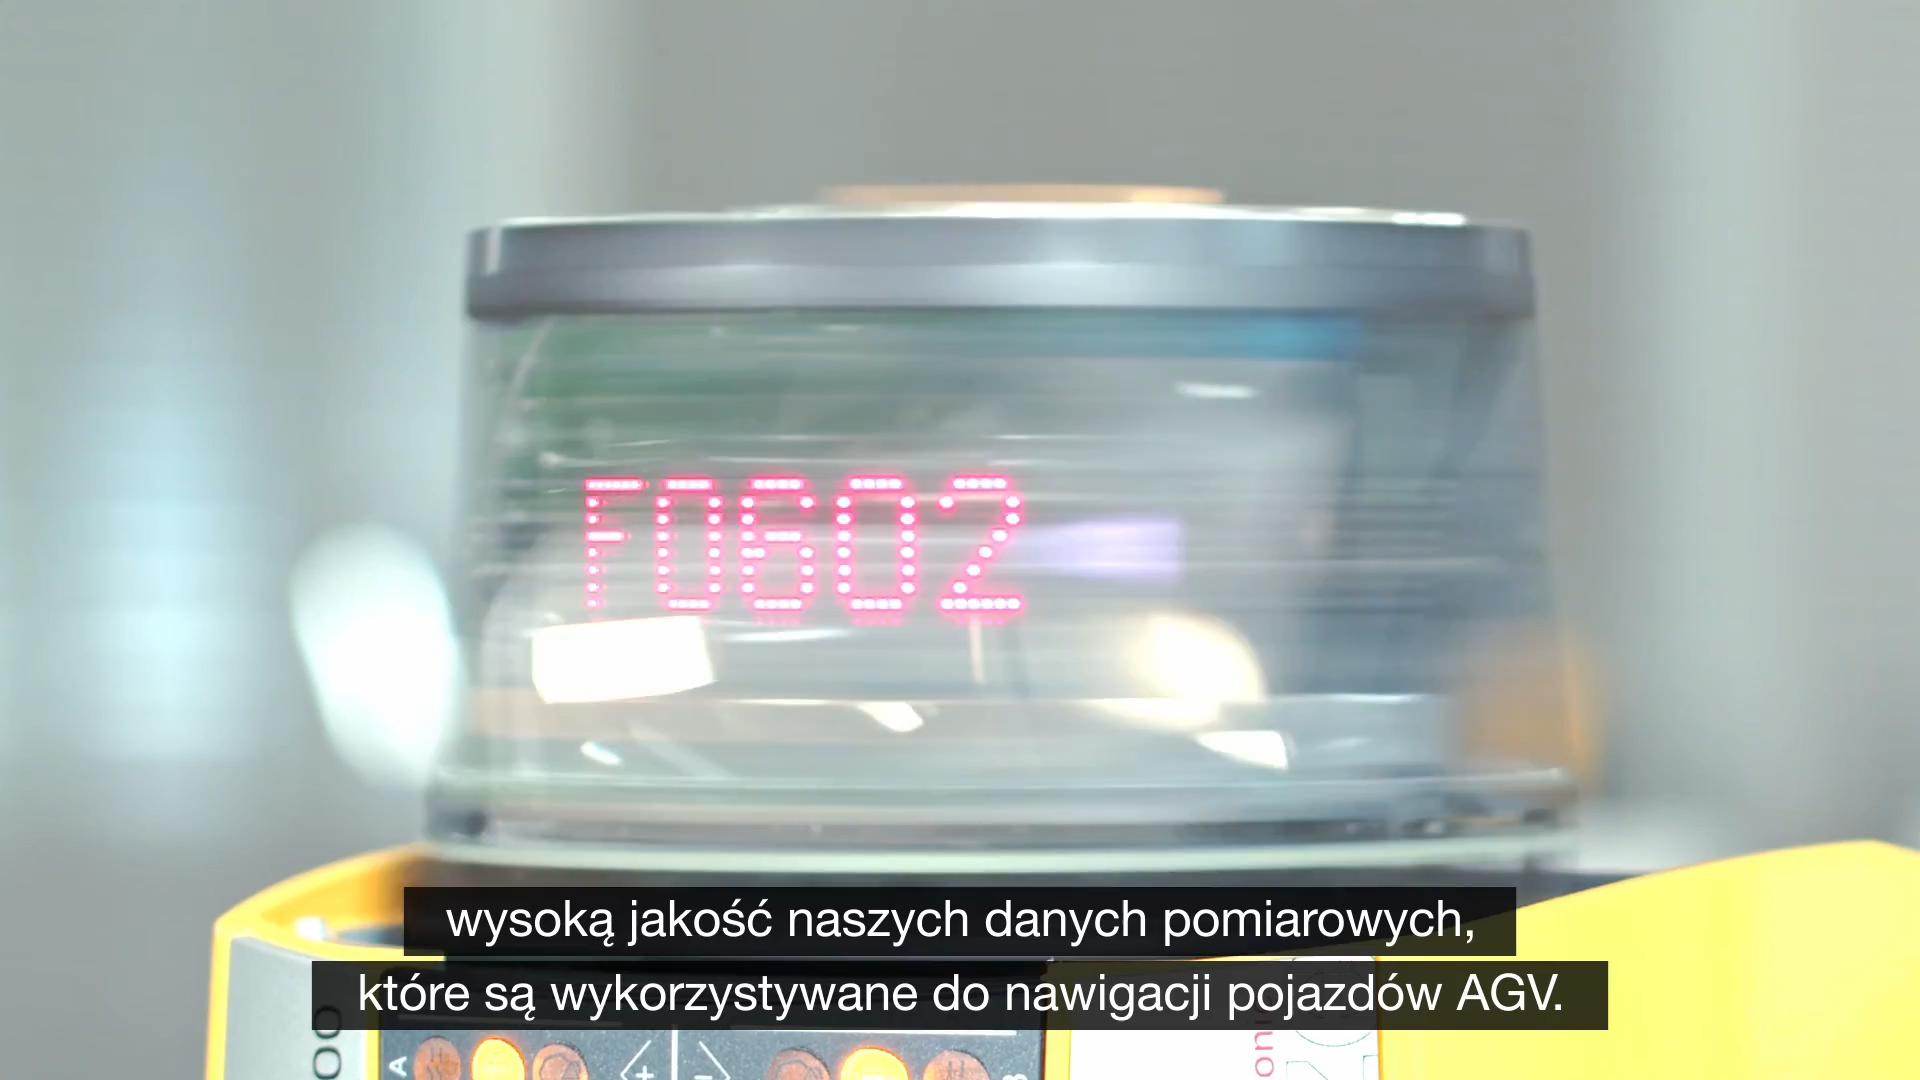 F0602
wysoką jakość naszych danych pomiarowych,
które są wykorzystywane do nawigacji pojazdów AGV.
A